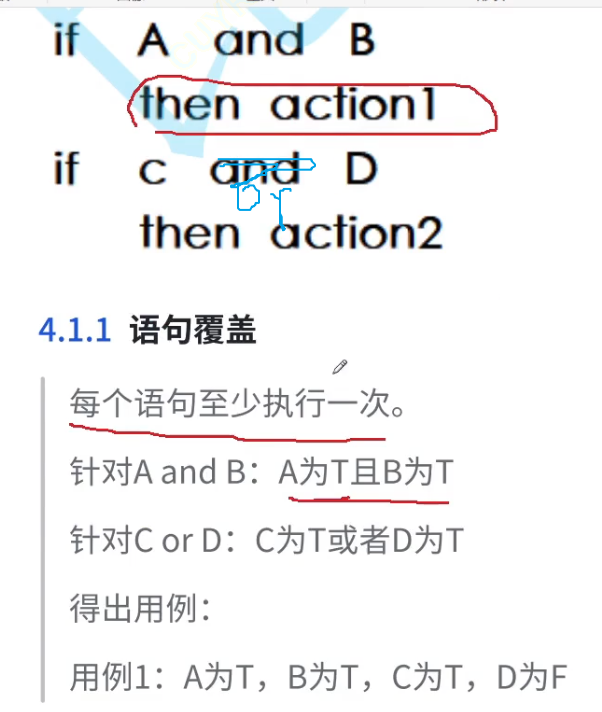 if A and B
then action1
if c and D
or
then action2
4.1.1 语句覆盖
每个语句至少执行一次。
针对A and B：A为T且B为T
针对C or D：C为T或者D为T
得出用例：
用例1：A为T，B为T，C为T，D为F